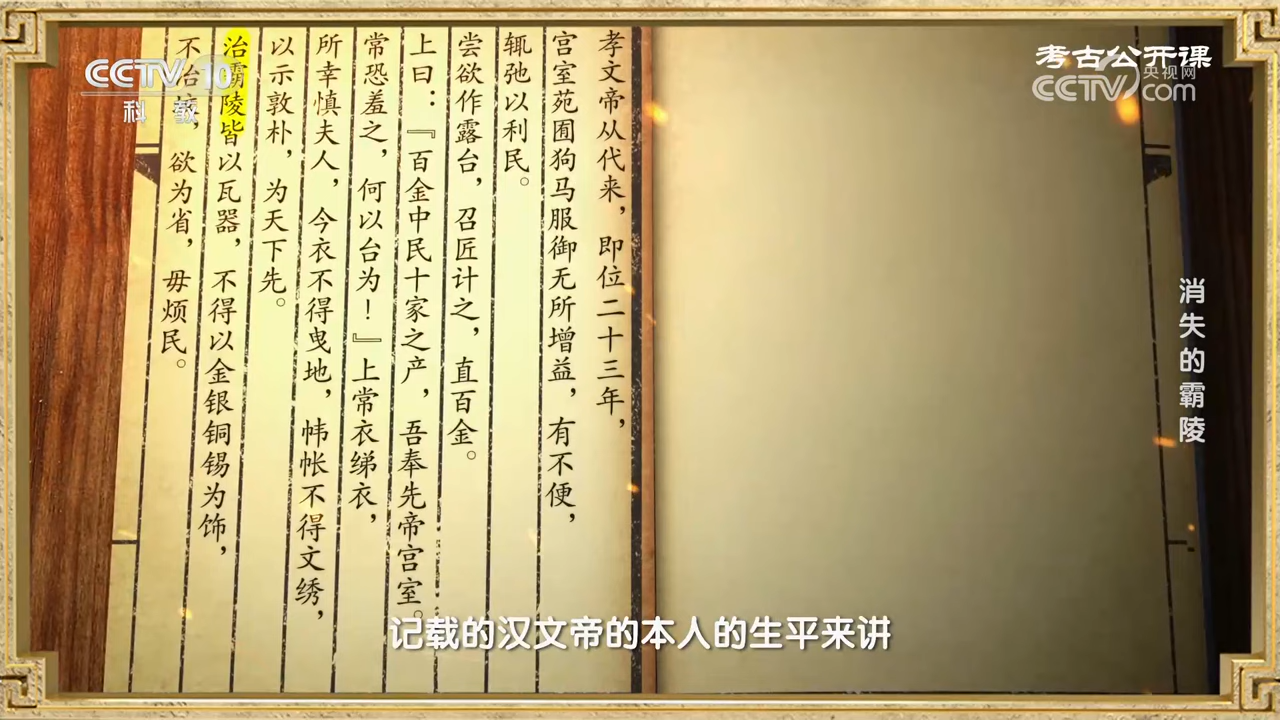 CCTV 10
科教
考古公开课
CCTV 央视网
com
消失的霸陵
孝文帝从代来，即位二十三年，
宫室苑囿狗马服御无所增益，有不便，
辄弛以利民。
尝欲作露台，召匠计之，直百金。
上曰：『百金中民十家之产，吾奉先帝宫室。
常恐羞之，何以台为！』上常衣绨衣，
所幸慎夫人，今衣不得曳地，帏帐不得文绣，
以示敦朴，为天下先。
治霸陵皆以瓦器，不得以金银铜锡为饰，
不治坟，欲为省，毋烦民。
记载的汉文帝的本人的生平来讲